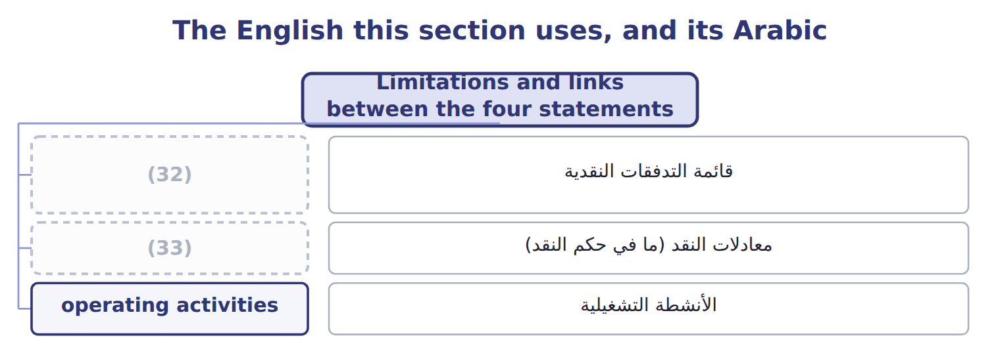 The English this section uses, and its Arabic
Limitations and links
between the four statements
(32)
قائمة التدفقات النقدية
(33)
معادلات النقد (ما في حكم النقد)
operating activities
الأنشطة التشغيلية